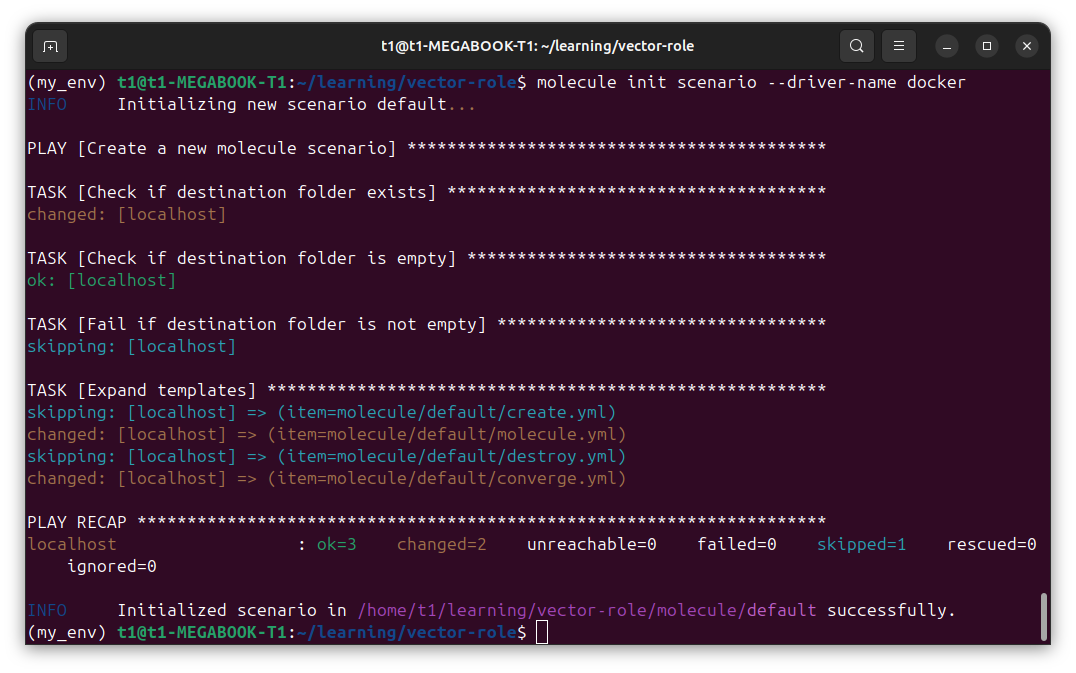 t1@t1-MEGABOOK-T1: ~/learning/vector-role
(my_env) t1@t1-MEGABOOK-T1:~/learning/vector-role$ molecule init scenario --driver-name docker
INFO     Initializing new scenario default...

PLAY [Create a new molecule scenario] ******************************************

TASK [Check if destination folder exists] **************************************
changed: [localhost]

TASK [Check if destination folder is empty] ************************************
ok: [localhost]

TASK [Fail if destination folder is not empty] *********************************
skipping: [localhost]

TASK [Expand templates] ********************************************************
skipping: [localhost] => (item=molecule/default/create.yml)
changed: [localhost] => (item=molecule/default/molecule.yml)
skipping: [localhost] => (item=molecule/default/destroy.yml)
changed: [localhost] => (item=molecule/default/converge.yml)

PLAY RECAP *********************************************************************
localhost                  : ok=3    changed=2    unreachable=0    failed=0    skipped=1    rescued=0
    ignored=0

INFO     Initialized scenario in /home/t1/learning/vector-role/molecule/default successfully.
(my_env) t1@t1-MEGABOOK-T1:~/learning/vector-role$